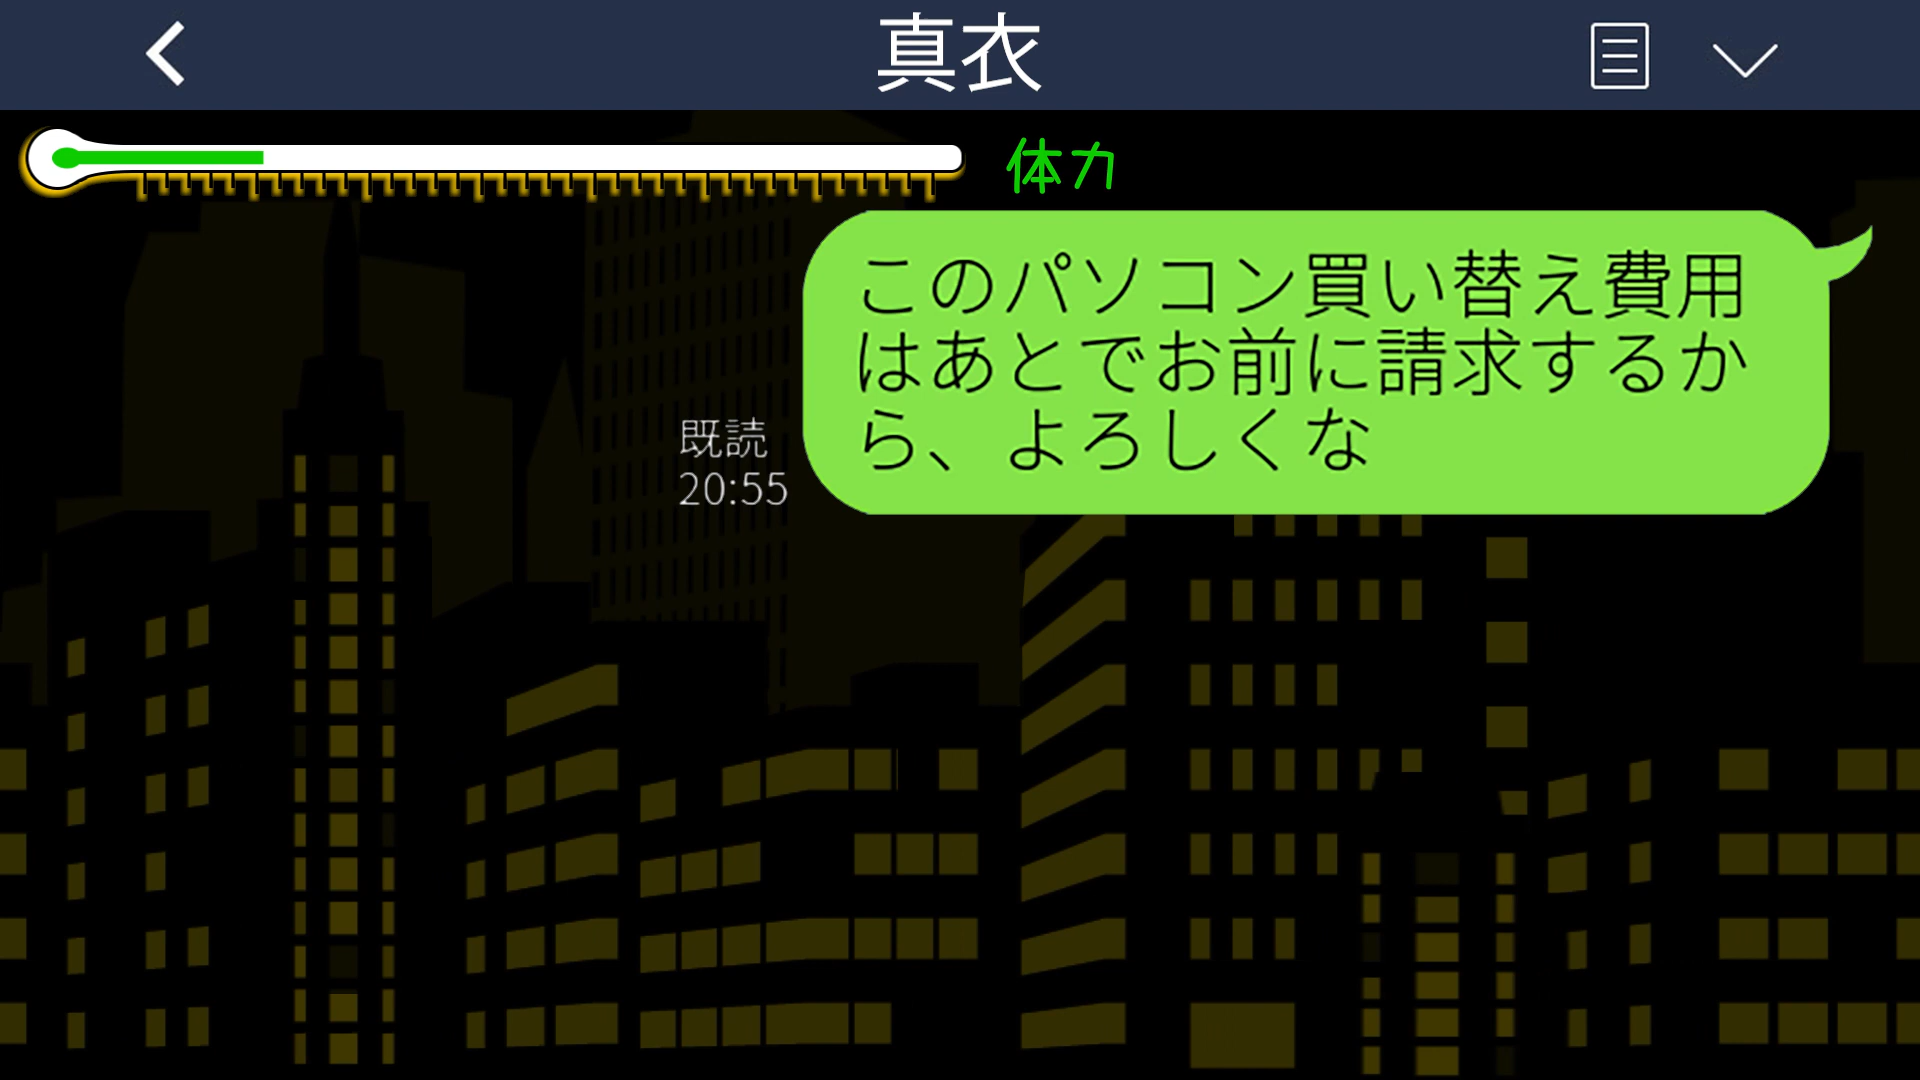 真衣
体力
このパソコン買い替え費用
はあとでお前に請求するか
ら、よろしくな
既読
20:55